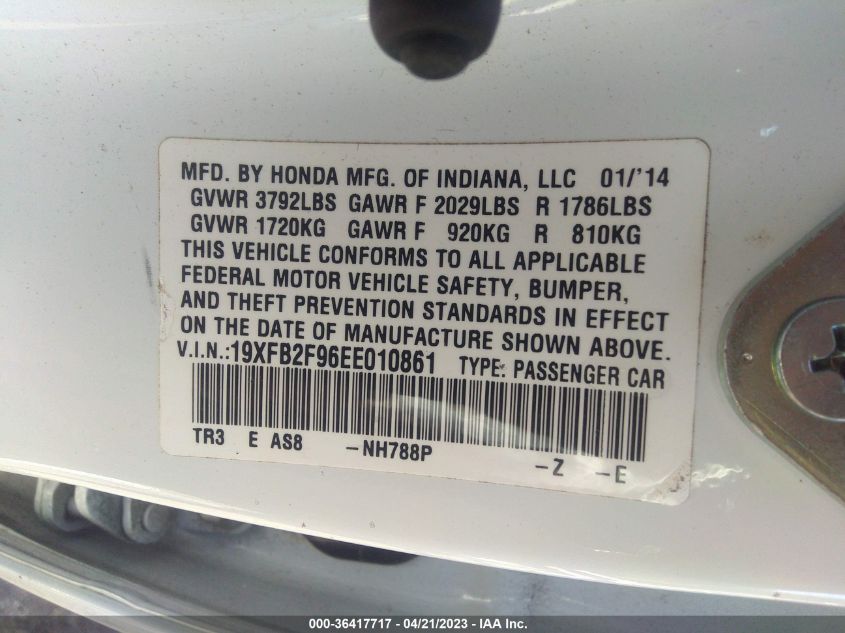 MFD. BY HONDA MFG. OF INDIANA, LLC 01/'14
GVWR 3792LBS GAWR F 2029LBS R 1786LBS
GVWR 1720KG GAWR F 920KG R 810KG
THIS VEHICLE CONFORMS TO ALL APPLICABLE
FEDERAL MOTOR VEHICLE SAFETY, BUMPER,
AND THEFT PREVENTION STANDARDS IN EFFECT
ON THE DATE OF MANUFACTURE SHOWN ABOVE.
V.I.N.:19XFB2F96EE010861 TYPE: PASSENGER CAR
TR3 E AS8 -NH788P -Z -E
000-36417717 - 04/21/2023 - IAA Inc.